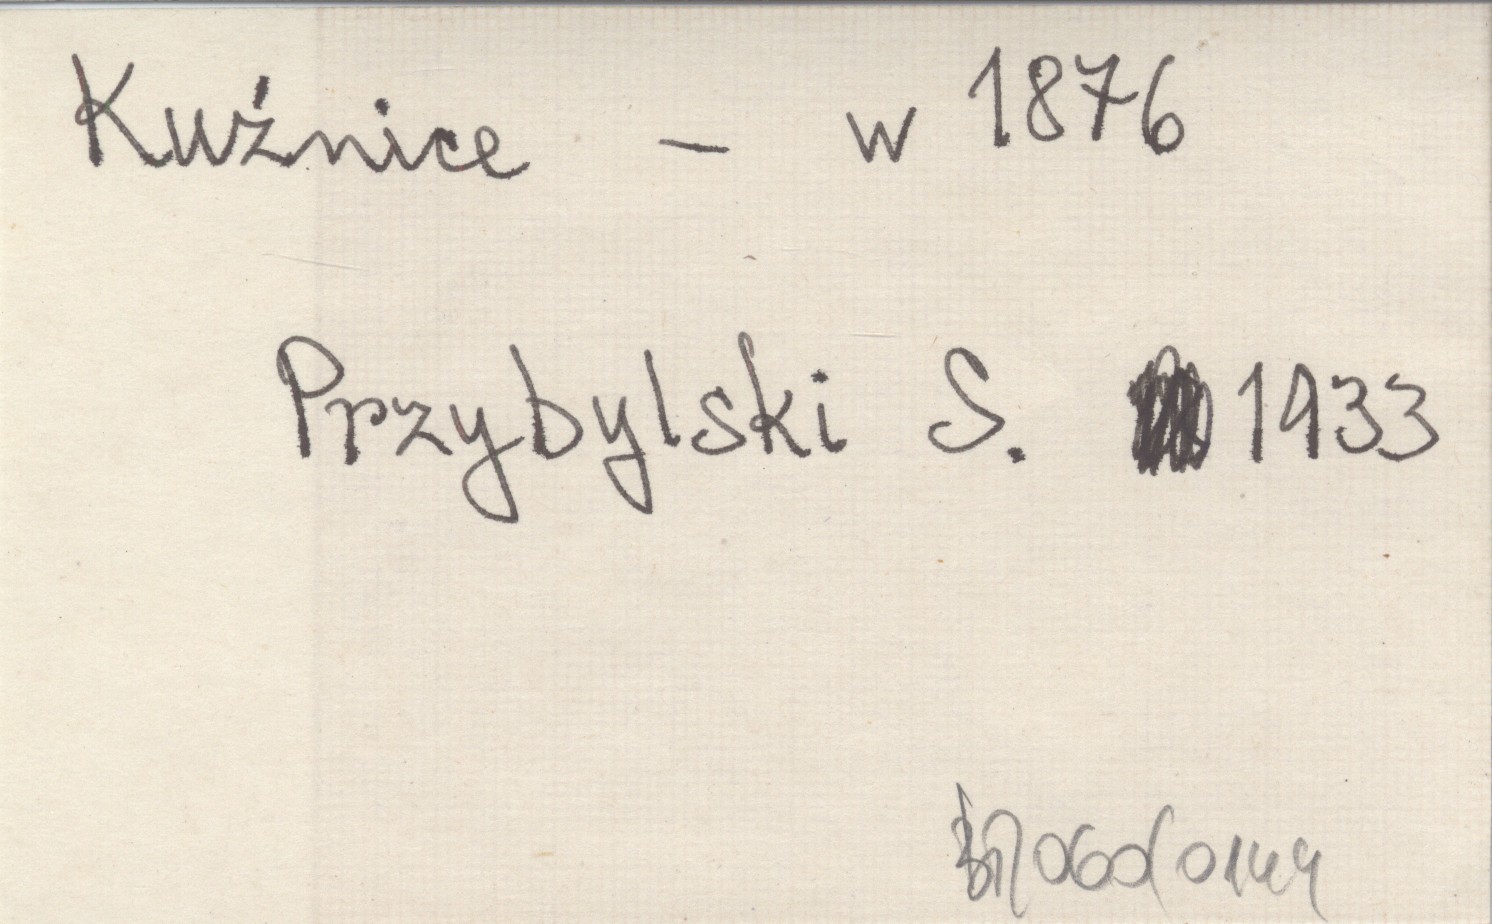 Kuźnice – w 1876
Przybylski S. 1933